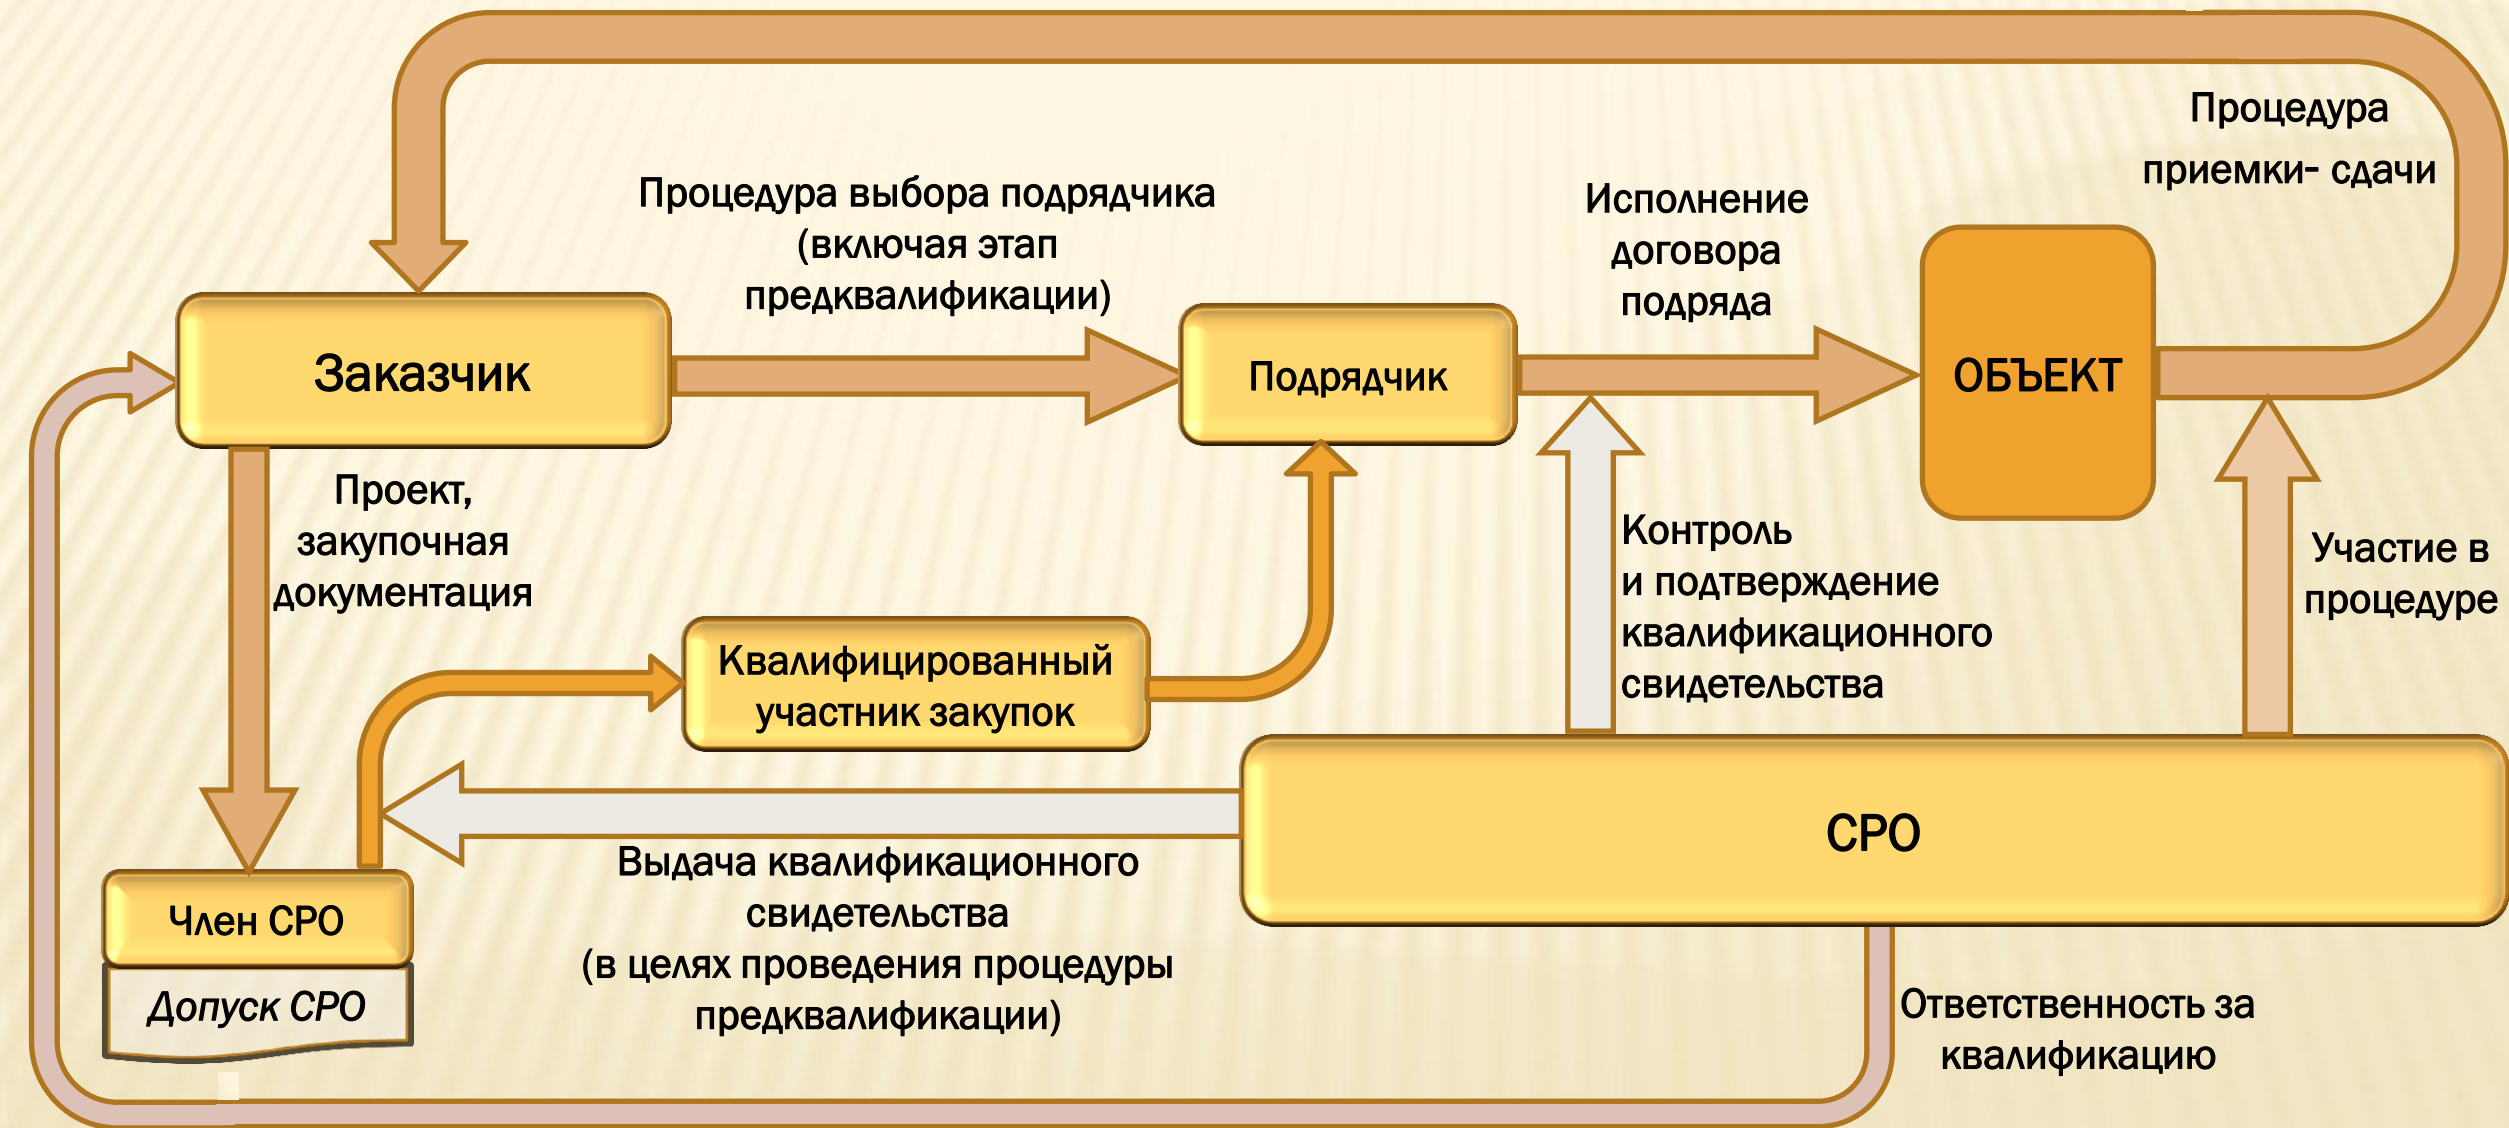 Процедура
приемки- сдачи
Процедура выбора подрядчика
(включая этап
предквалификации)
Исполнение
договора
подряда
Заказчик
Подрядчик
ОБЪЕКТ
Проект,
закупочная
документация
Контроль
и подтверждение
квалификационного
свидетельства
Участие в
процедуре
Квалифицированный
участник закупок
СРО
Выдача квалификационного
свидетельства
(в целях проведения процедуры
предквалификации)
Член СРО
Допуск СРО
Ответственность за
квалификацию